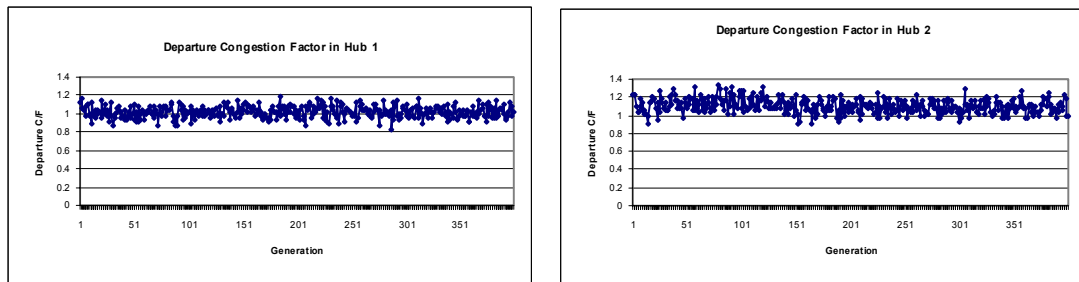 Departure Congestion Factor in Hub 1
Departure C/F
1.4
1.2
1
0.8
0.6
0.4
0.2
0
1 51 101 151 201 251 301 351
Generation
Departure Congestion Factor in Hub 2
Departure C/F
1.4
1.2
1
0.8
0.6
0.4
0.2
0
1 51 101 151 201 251 301 351
Generation